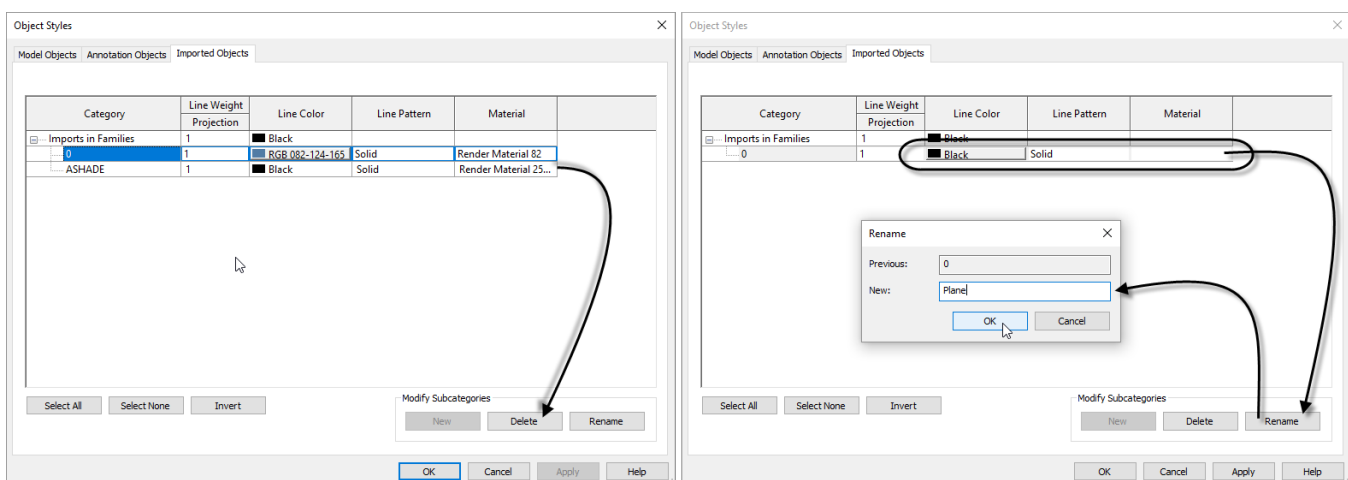 Object Styles
Model Objects Annotation Objects Imported Objects
Category Line Weight Line Color Line Pattern Material
Projection
Imports in Families 1 Black
0 1 RGB 082-124-165 Solid Render Material 82
ASHADE 1 Black Solid Render Material 25...
Select All Select None Invert
Modify Subcategories
New Delete Rename
OK Cancel Apply Help
Object Styles
Model Objects Annotation Objects Imported Objects
Category Line Weight Line Color Line Pattern Material
Projection
Imports in Families 1 Black
0 1 Black Solid
Rename
Previous: 0
New: Plane
OK Cancel
Select All Select None Invert
Modify Subcategories
New Delete Rename
OK Cancel Apply Help